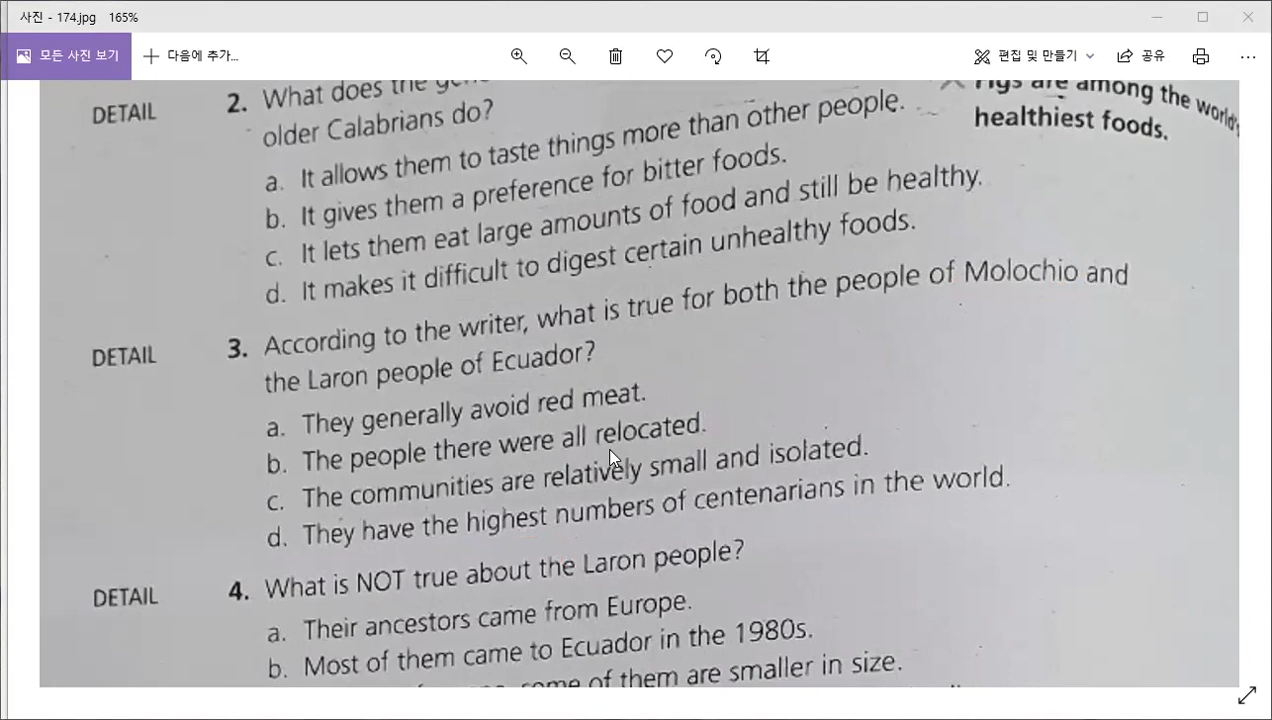 사진 - 174.jpg 165%
모든 사진 보기
다음에 추가...
편집 및 만들기
공유
DETAIL
2. What does the
older Calabrians do?
a. It allows them to taste things more than other people.
b. It gives them a preference for bitter foods.
c. It lets them eat large amounts of food and still be healthy.
d. It makes it difficult to digest certain unhealthy foods.
Figs are among the world's
healthiest foods.
DETAIL
3. According to the writer, what is true for both the people of Molochio and
the Laron people of Ecuador?
a. They generally avoid red meat.
b. The people there were all relocated.
c. The communities are relatively small and isolated.
d. They have the highest numbers of centenarians in the world.
DETAIL
4. What is NOT true about the Laron people?
a. Their ancestors came from Europe.
b. Most of them came to Ecuador in the 1980s.
some of them are smaller in size.